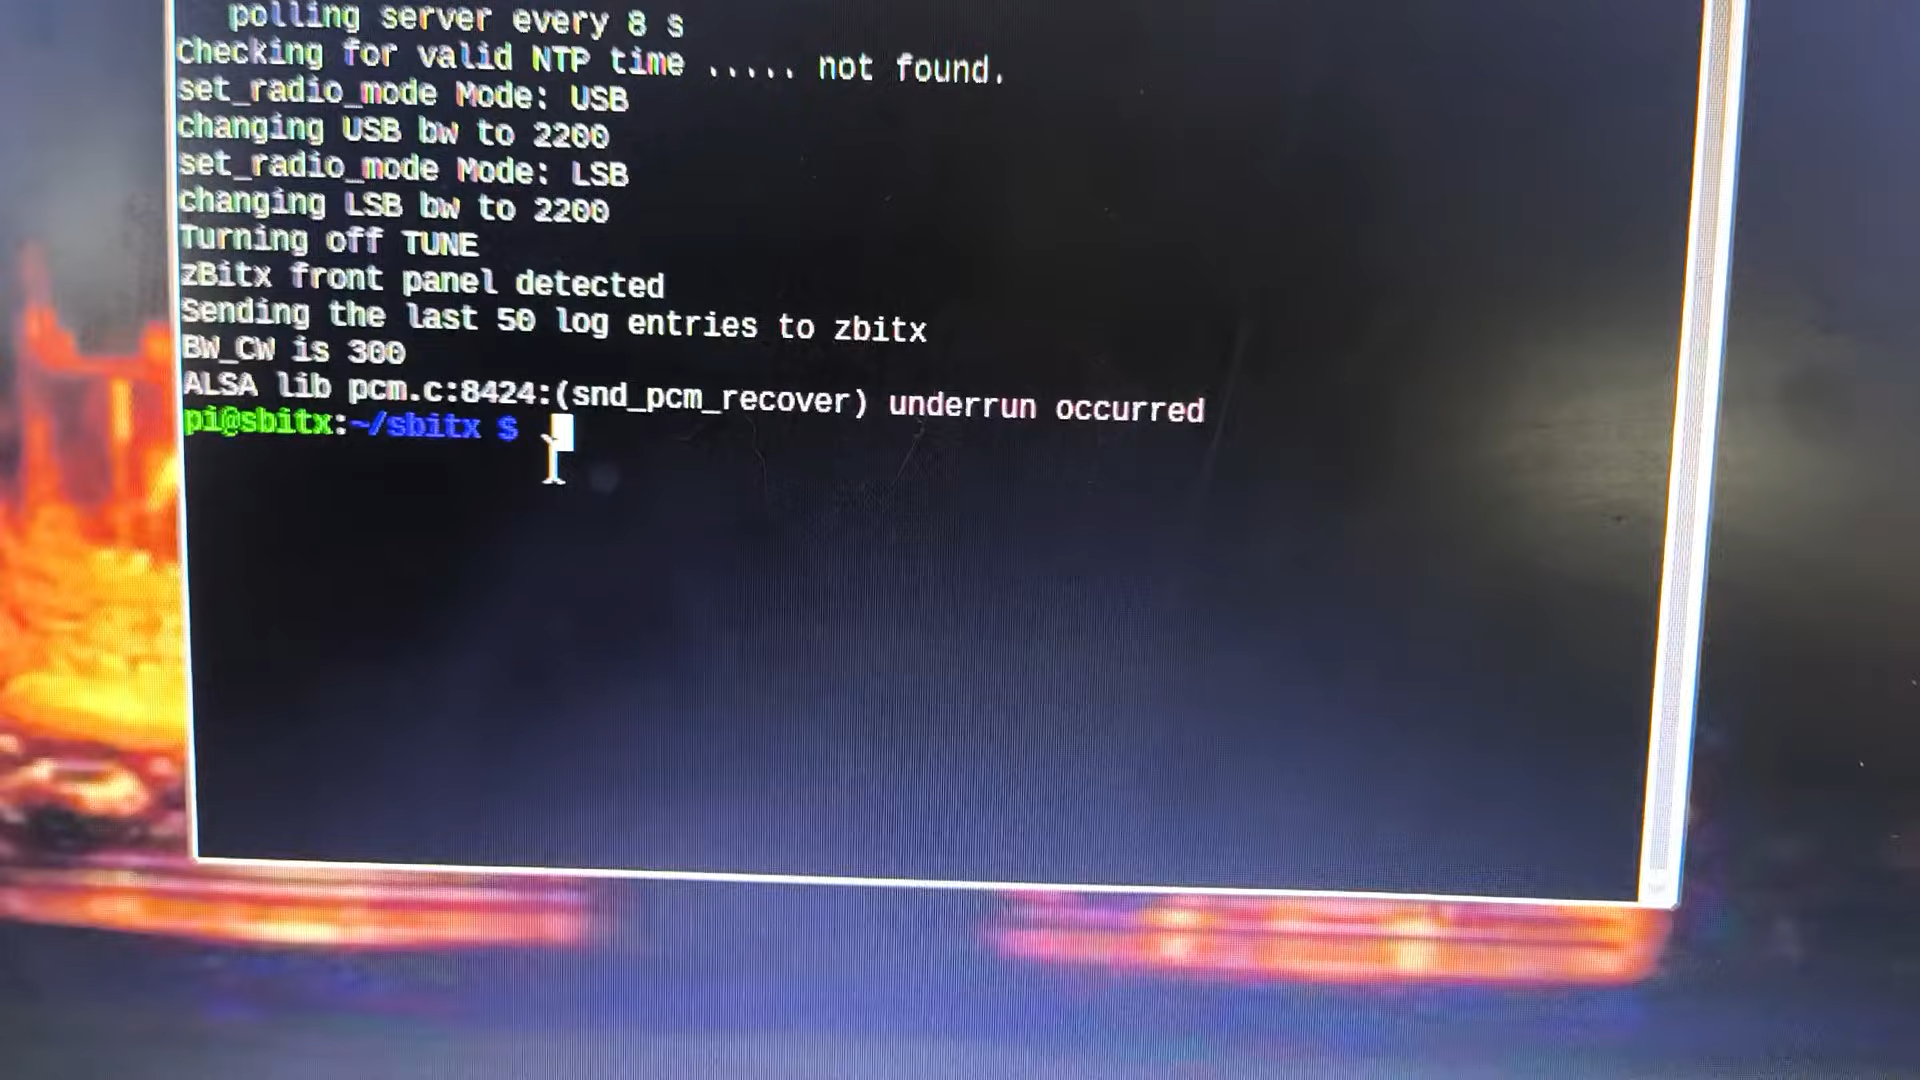 polling server every 8 s
Checking for valid NTP time ..... not found.
set_radio_mode Mode: USB
changing USB bw to 2200
set_radio_mode Mode: LSB
changing LSB bw to 2200
Turning off TUNE
zBitx front panel detected
Sending the last 50 log entries to zbitx
BW_CW is 300
ALSA lib pcm.c:8424:(snd_pcm_recover) underrun occurred
pi@sbitx:~/sbitx $